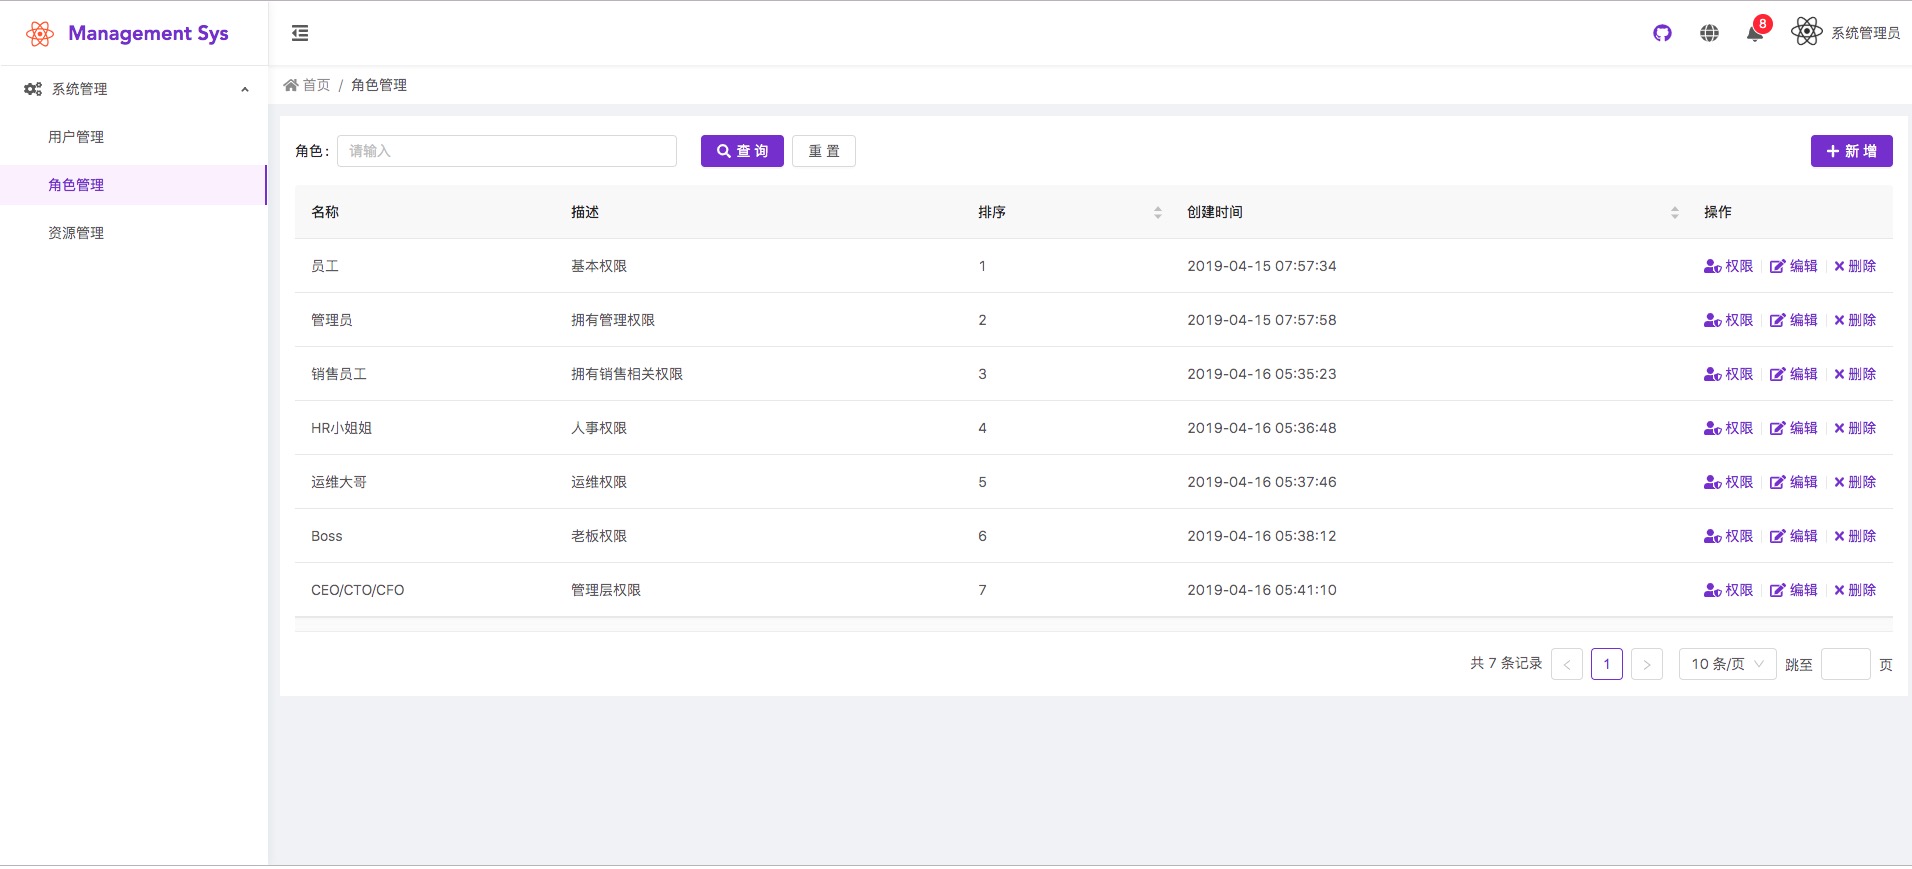 Management Sys
8
系统管理员
系统管理
首页 / 角色管理
用户管理
角色管理
资源管理
角色: 请输入 查 询 重 置 新 增
名称 描述 排序 创建时间 操作
员工 基本权限 1 2019-04-15 07:57:34 权限 编辑 删除
管理员 拥有管理权限 2 2019-04-15 07:57:58 权限 编辑 删除
销售员工 拥有销售相关权限 3 2019-04-16 05:35:23 权限 编辑 删除
HR小姐姐 人事权限 4 2019-04-16 05:36:48 权限 编辑 删除
运维大哥 运维权限 5 2019-04-16 05:37:46 权限 编辑 删除
Boss 老板权限 6 2019-04-16 05:38:12 权限 编辑 删除
CEO/CTO/CFO 管理层权限 7 2019-04-16 05:41:10 权限 编辑 删除
共 7 条记录 < 1 > 10 条/页 跳至 页